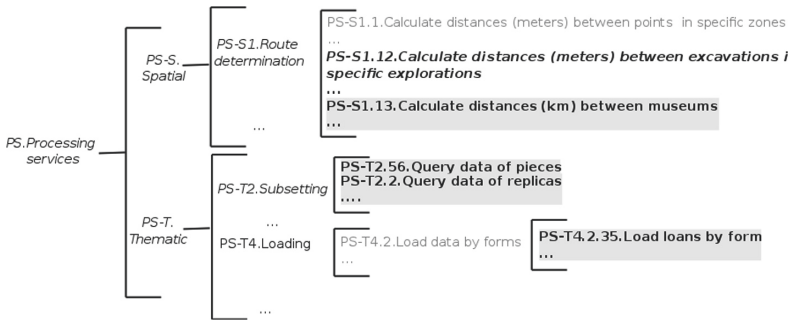 PS.Processing
services
PS-S.
Spatial
PS-S1.Route
determination
PS-S1.1.Calculate distances (meters) between points in specific zones
...
PS-S1.12.Calculate distances (meters) between excavations i
specific explorations
...
PS-S1.13.Calculate distances (km) between museums
...
...
PS-T.
Thematic
PS-T2.Subsetting
PS-T2.56.Query data of pieces
PS-T2.2.Query data of replicas
....
...
PS-T4.Loading
PS-T4.2.Load data by forms
...
PS-T4.2.35.Load loans by form
...
...